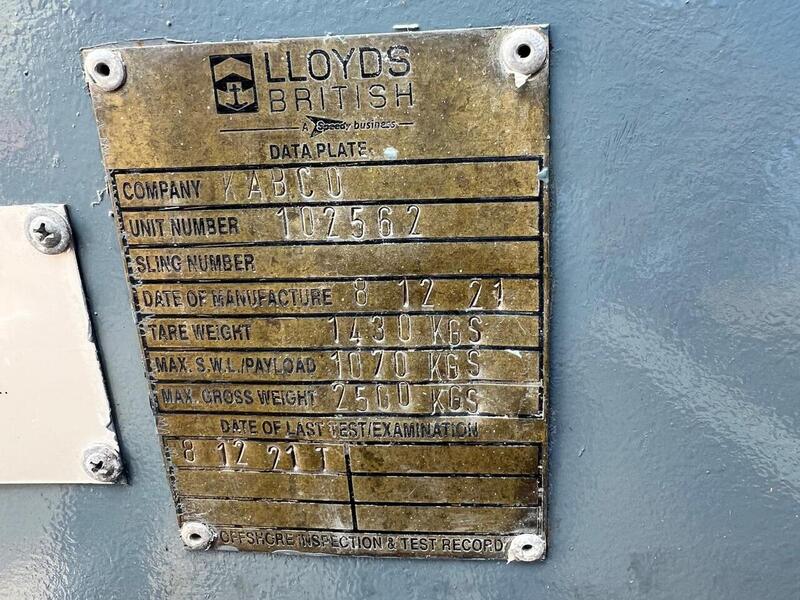 LLOYDS
BRITISH
A Speedy business
DATA PLATE
COMPANY KABCO
UNIT NUMBER 102562
SLING NUMBER
DATE OF MANUFACTURE 8 12 21
TARE WEIGHT 1430 KGS
MAX. S.W.L./PAYLOAD 1070 KGS
MAX. GROSS WEIGHT 2500 KGS
DATE OF LAST TEST/EXAMINATION
8 12 21 T
OFFSHORE INSPECTION & TEST RECORD